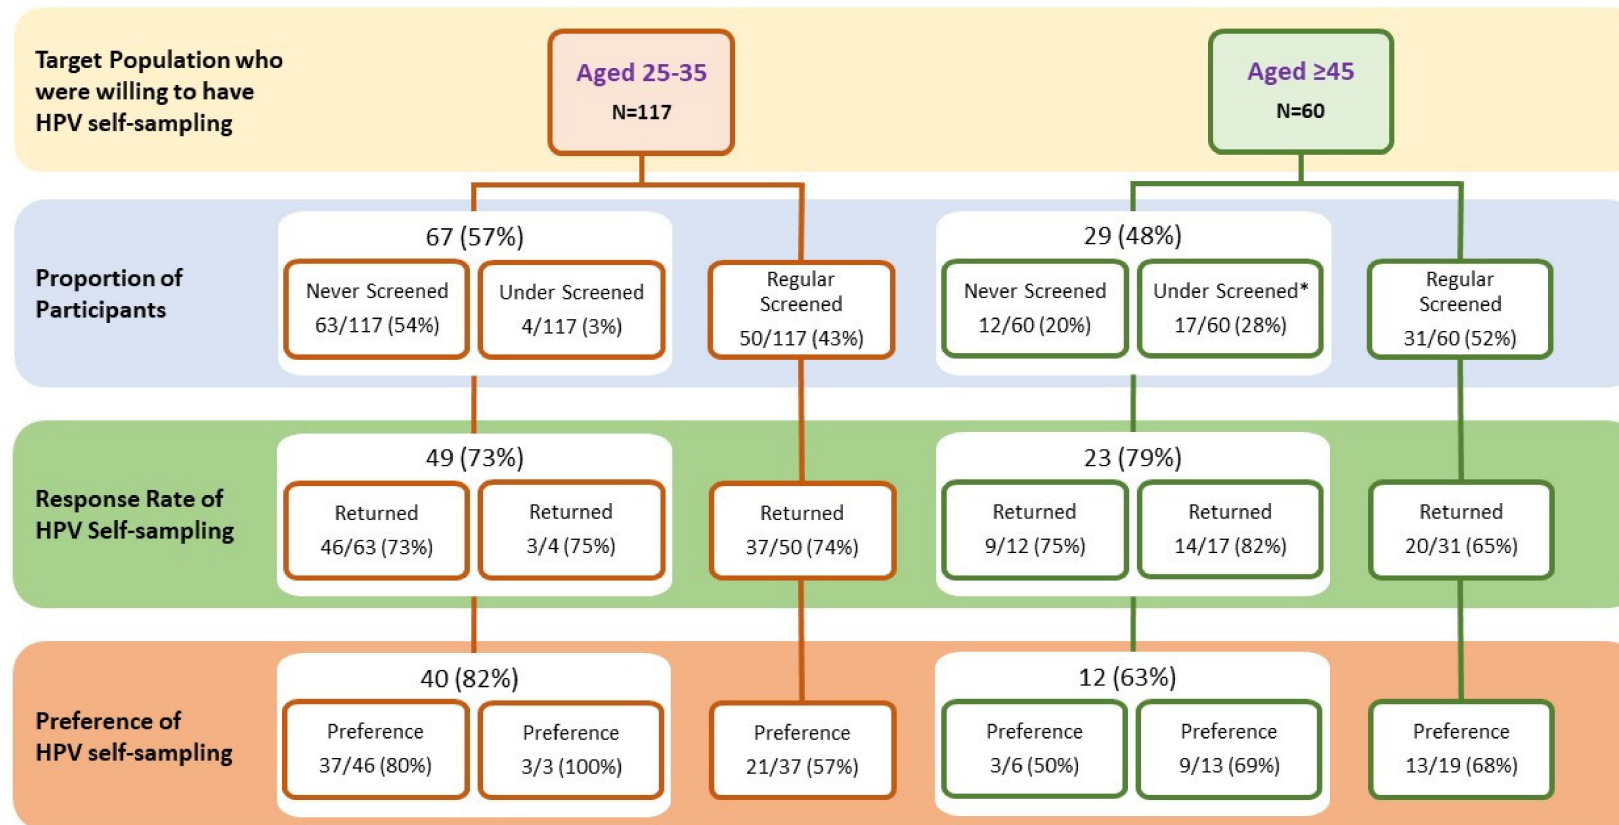 Target Population who
were willing to have
HPV self-sampling
Aged 25-35
N=117
Aged ≥45
N=60
Proportion of
Participants
67 (57%)
Never Screened
63/117 (54%)
Under Screened
4/117 (3%)
Regular
Screened
50/117 (43%)
29 (48%)
Never Screened
12/60 (20%)
Under Screened*
17/60 (28%)
Regular
Screened
31/60 (52%)
Response Rate of
HPV Self-sampling
49 (73%)
Returned
46/63 (73%)
Returned
3/4 (75%)
Returned
37/50 (74%)
23 (79%)
Returned
9/12 (75%)
Returned
14/17 (82%)
Returned
20/31 (65%)
Preference of
HPV self-sampling
40 (82%)
Preference
37/46 (80%)
Preference
3/3 (100%)
Preference
21/37 (57%)
12 (63%)
Preference
3/6 (50%)
Preference
9/13 (69%)
Preference
13/19 (68%)